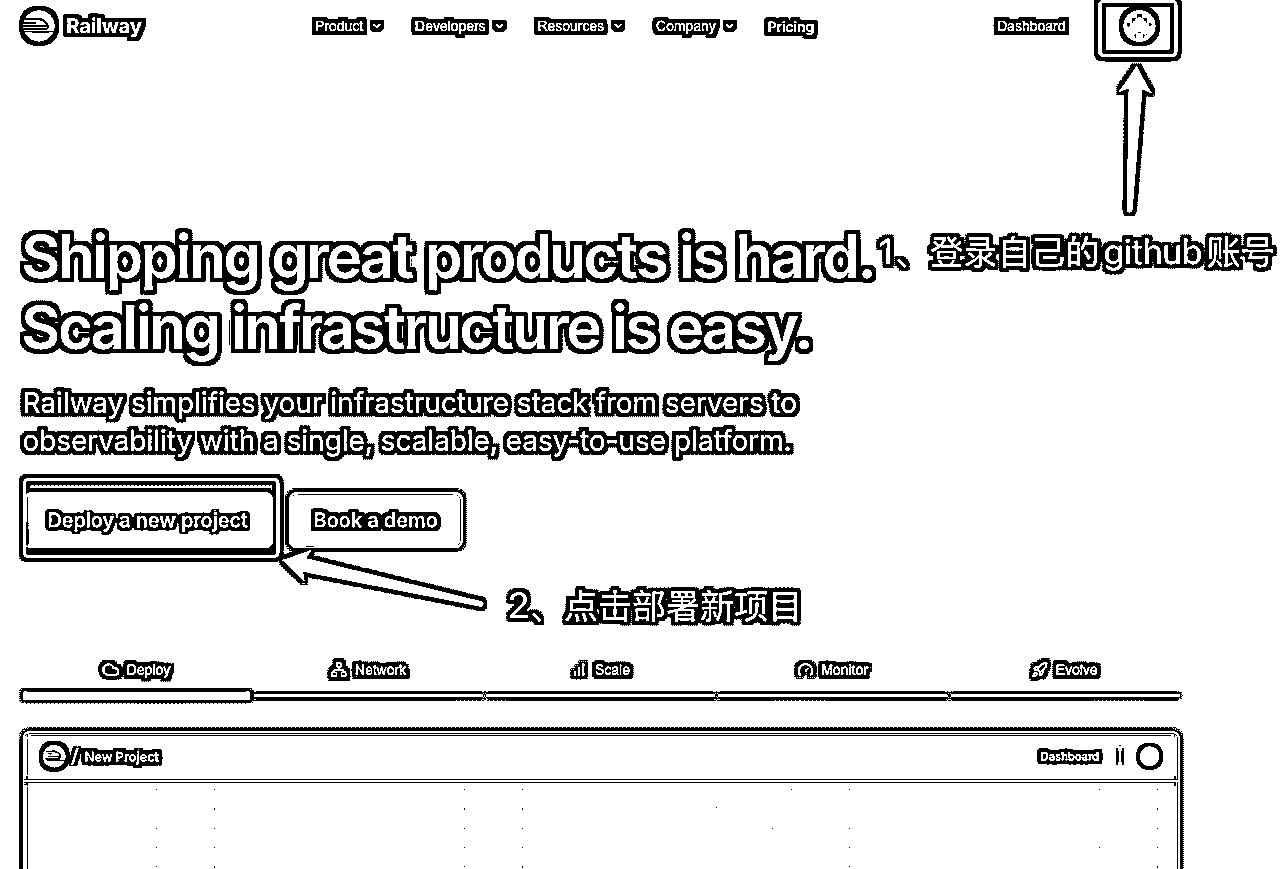 Railway
Product Developers Resources Company Pricing Dashboard
Shipping great products is hard.
1、登录自己的github账号
Scaling infrastructure is easy.
Railway simplifies your infrastructure stack from servers to
observability with a single, scalable, easy-to-use platform.
Deploy a new project
Book a demo
2、点击部署新项目
Deploy Network Scale Monitor Evolve
/ New Project
Dashboard